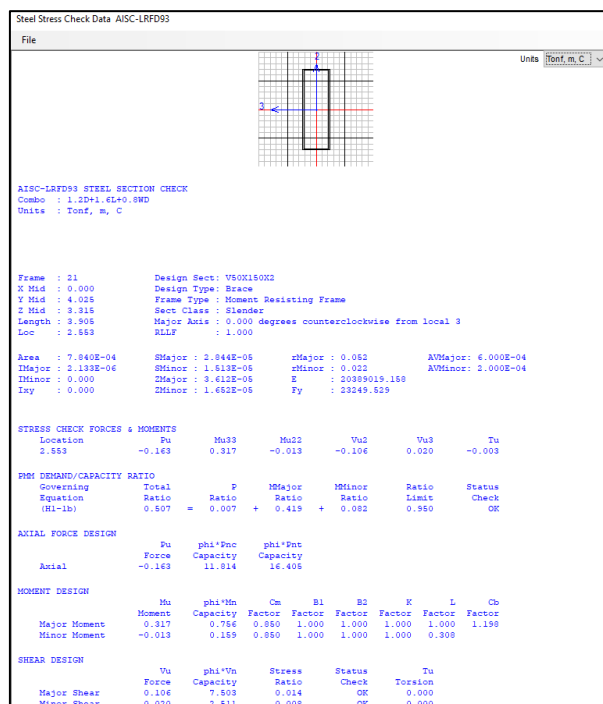 Steel Stress Check Data AISC-LRFD93
File
Units Tonf, m, C
2
3
AISC-LRFD93 STEEL SECTION CHECK
Combo : 1.2D+1.6L+0.8WD
Units : Tonf, m, C
Frame : 21 Design Sect: V50X150X2
X Mid : 0.000 Design Type: Brace
Y Mid : 4.025 Frame Type : Moment Resisting Frame
Z Mid : 3.315 Sect Class : Slender
Length : 3.905 Major Axis : 0.000 degrees counterclockwise from local 3
Loc : 2.553 RLLF : 1.000
Area : 7.840E-04 SMajor : 2.844E-05 rMajor : 0.052 AVMajor: 6.000E-04
IMajor : 2.133E-06 SMinor : 1.513E-05 rMinor : 0.022 AVMinor: 2.000E-04
IMinor : 0.000 ZMajor : 3.612E-05 E : 20389019.158
Ixy : 0.000 ZMinor : 1.652E-05 Fy : 23249.529
STRESS CHECK FORCES & MOMENTS
Location Pu Mu33 Mu22 Vu2 Vu3 Tu
2.553 -0.163 0.317 -0.013 -0.106 0.020 -0.003
PMM DEMAND/CAPACITY RATIO
Governing Total P MMajor MMinor Ratio Status
Equation Ratio Ratio Ratio Ratio Limit Check
(H1-1b) 0.507 = 0.007 + 0.419 + 0.082 0.950 OK
AXIAL FORCE DESIGN
Pu phi*Pnc phi*Pnt
Force Capacity Capacity
Axial -0.163 11.814 16.405
MOMENT DESIGN
Mu phi*Mn Cm B1 B2 K L Cb
Moment Capacity Factor Factor Factor Factor Factor Factor
Major Moment 0.317 0.756 0.850 1.000 1.000 1.000 1.000 1.198
Minor Moment -0.013 0.159 0.850 1.000 1.000 1.000 0.308
SHEAR DESIGN
Vu phi*Vn Stress Status Tu
Force Capacity Ratio Check Torsion
Major Shear 0.106 7.503 0.014 OK 0.000
Minor Shear 0.020 2.511 0.008 OK 0.000